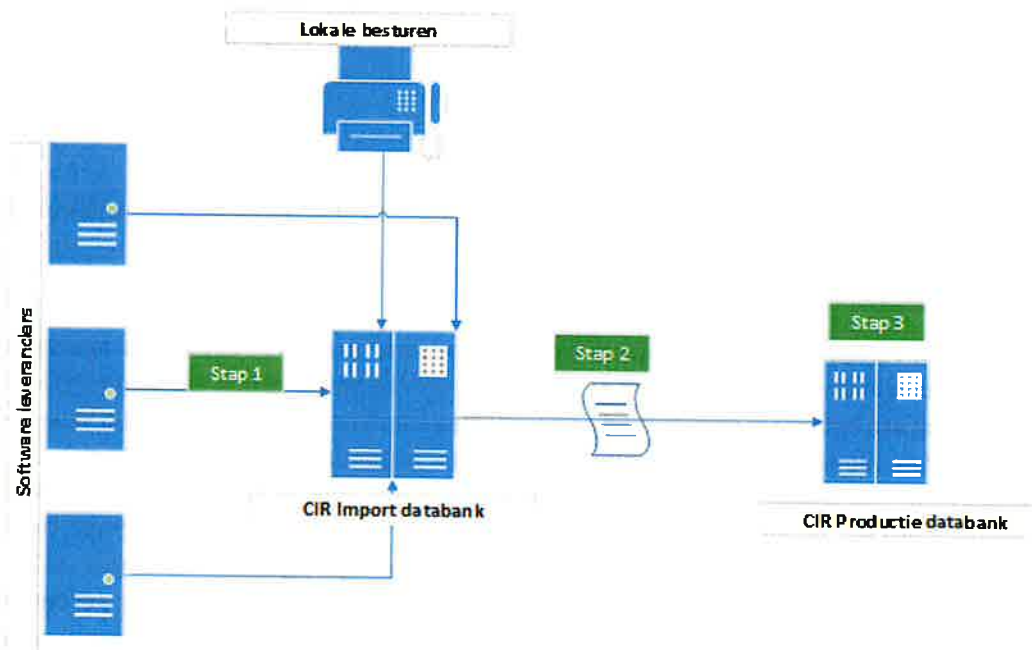 Lokale besturen
Software leveranciers
Stap 1
Stap 2
Stap 3
CIR Import databank
CIR Productie databank